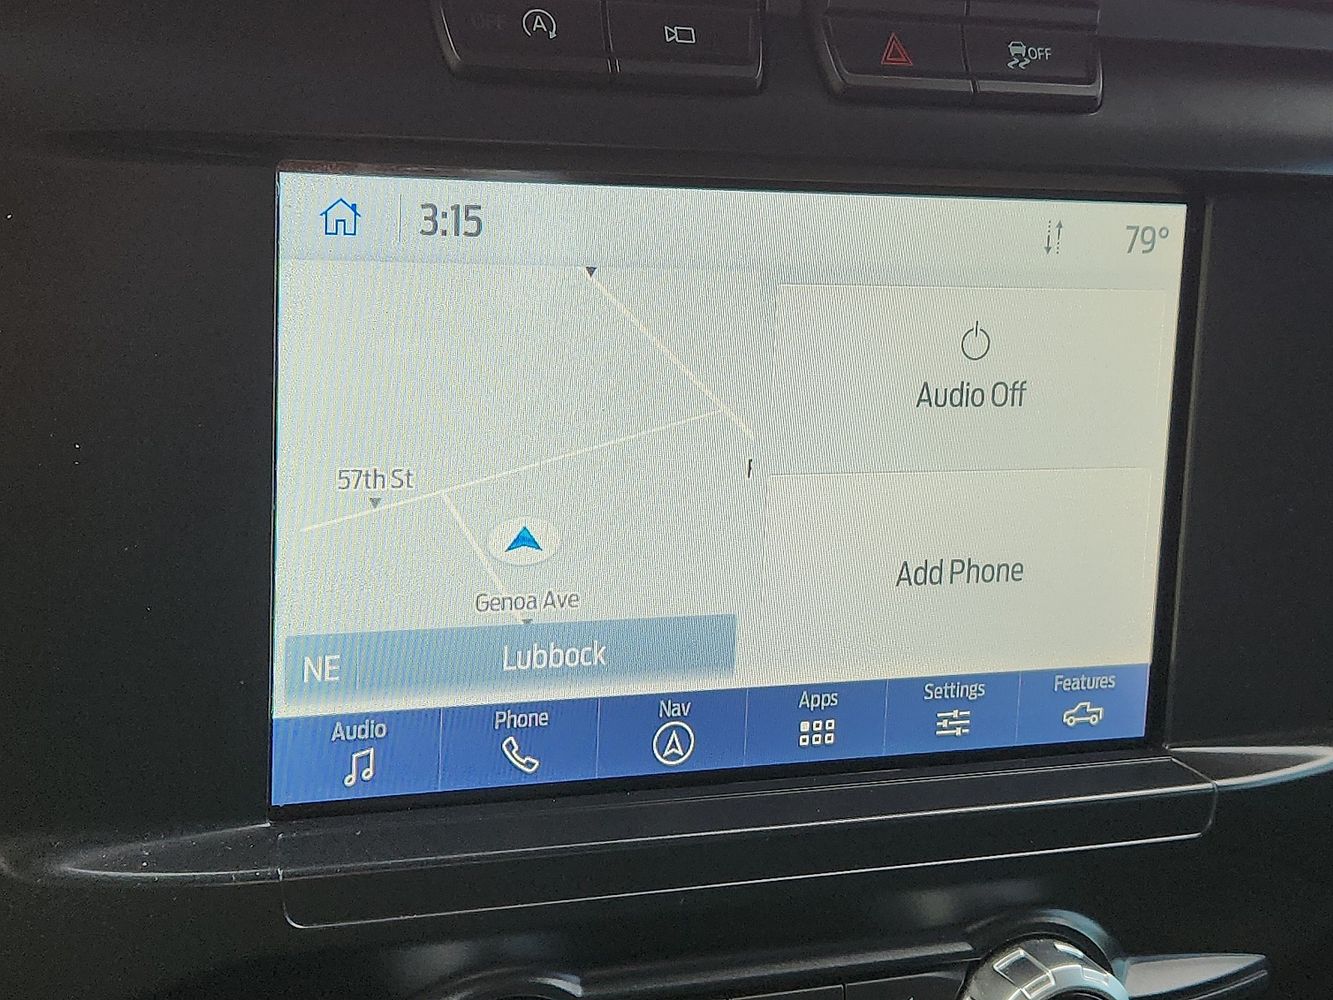 OFF
A
OFF
3:15
79°
Audio Off
57th St
Add Phone
Genoa Ave
NE
Lubbock
Audio
Phone
Nav
Apps
Settings
Features